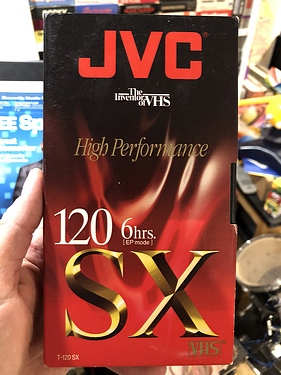 JVC
The
Inventor
of VHS
High Performance
120 6hrs.
[EP mode]
SX
VHS
T-120 SX